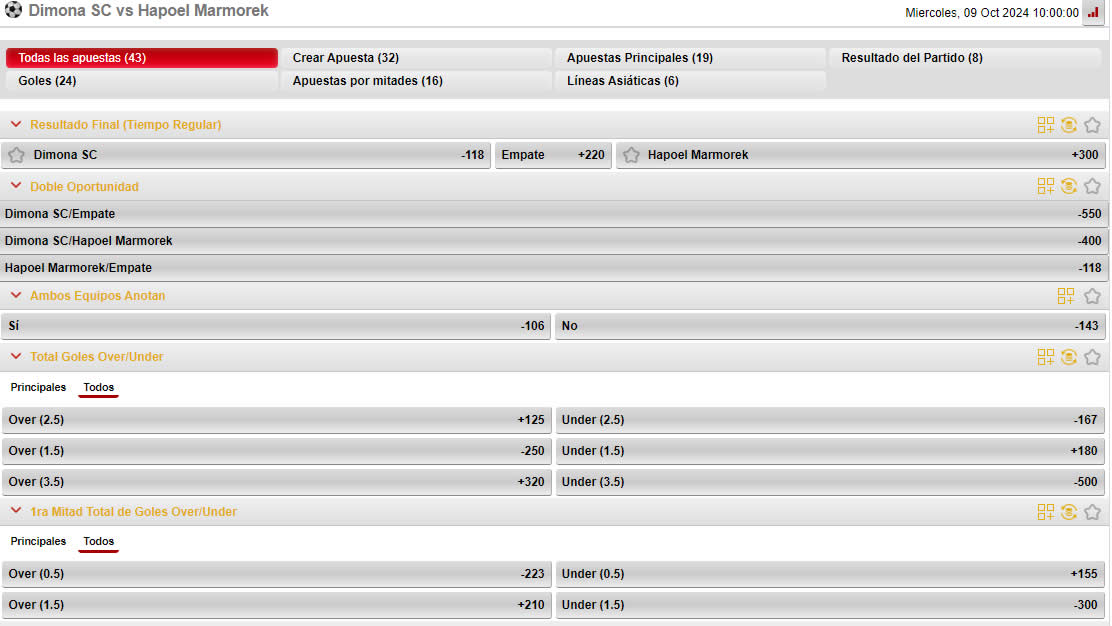 Dimona SC vs Hapoel Marmorek
Miercoles, 09 Oct 2024 10:00:00
Todas las apuestas (43) Crear Apuesta (32) Apuestas Principales (19) Resultado del Partido (8)
Goles (24) Apuestas por mitades (16) Líneas Asiáticas (6)
Resultado Final (Tiempo Regular)
Dimona SC -118 Empate +220 Hapoel Marmorek +300
Doble Oportunidad
Dimona SC/Empate -550
Dimona SC/Hapoel Marmorek -400
Hapoel Marmorek/Empate -118
Ambos Equipos Anotan
Sí -106 No -143
Total Goles Over/Under
Principales Todos
Over (2.5) +125 Under (2.5) -167
Over (1.5) -250 Under (1.5) +180
Over (3.5) +320 Under (3.5) -500
1ra Mitad Total de Goles Over/Under
Principales Todos
Over (0.5) -223 Under (0.5) +155
Over (1.5) +210 Under (1.5) -300